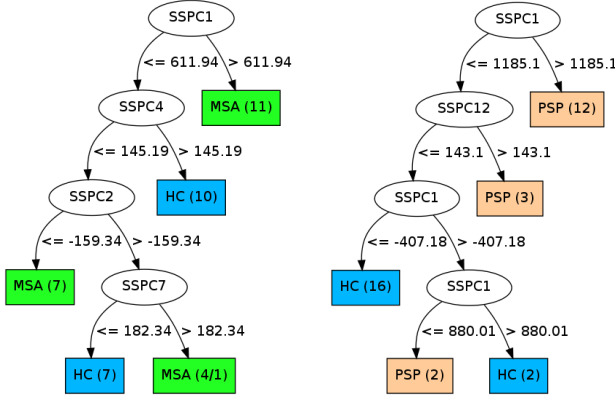 SSPC1
<= 611.94 > 611.94
SSPC4
MSA (11)
<= 145.19 > 145.19
SSPC2
HC (10)
<= -159.34 > -159.34
MSA (7)
SSPC7
<= 182.34 > 182.34
HC (7)
MSA (4/1)
SSPC1
<= 1185.1 > 1185.1
SSPC12
PSP (12)
<= 143.1 > 143.1
SSPC1
PSP (3)
<= -407.18 > -407.18
HC (16)
SSPC1
<= 880.01 > 880.01
PSP (2)
HC (2)